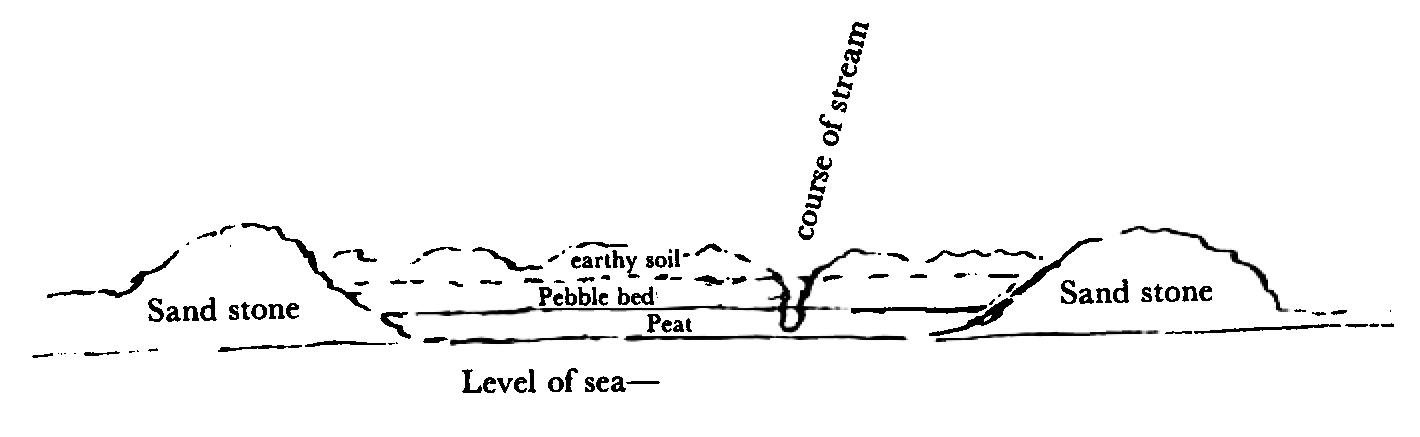 course of stream
earthy soil
Pebble bed
Sand stone
Sand stone
Peat
Level of sea—